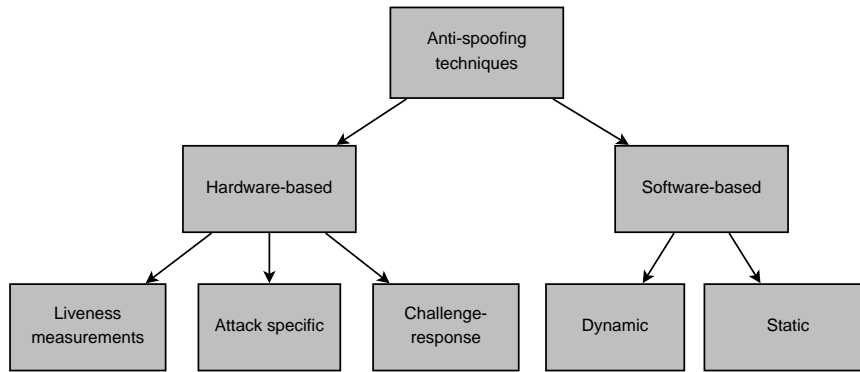 Anti-spoofing
techniques
Hardware-based
Software-based
Liveness
measurements
Attack specific
Challenge-
response
Dynamic
Static